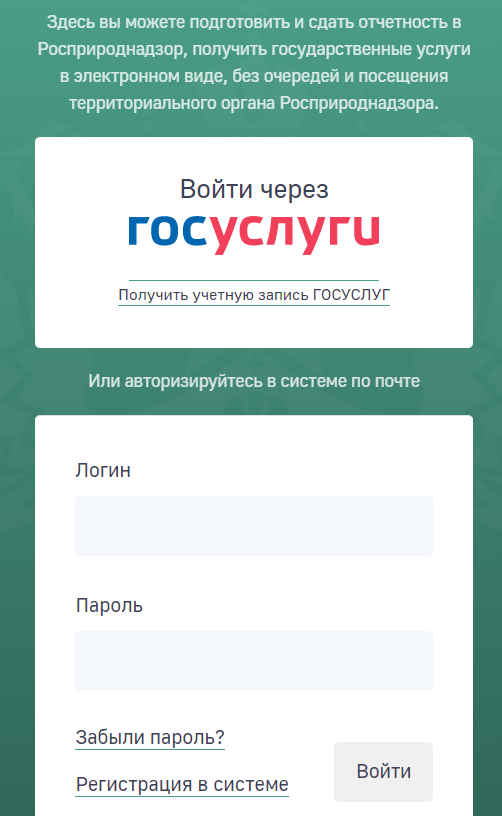 Здесь вы можете подготовить и сдать отчетность в
Росприроднадзор, получить государственные услуги
в электронном виде, без очередей и посещения
территориального органа Росприроднадзора.
Войти через
госуслуги
Получить учетную запись ГОСУСЛУГ
Или авторизируйтесь в системе по почте
Логин
Пароль
Забыли пароль?
Регистрация в системе
Войти